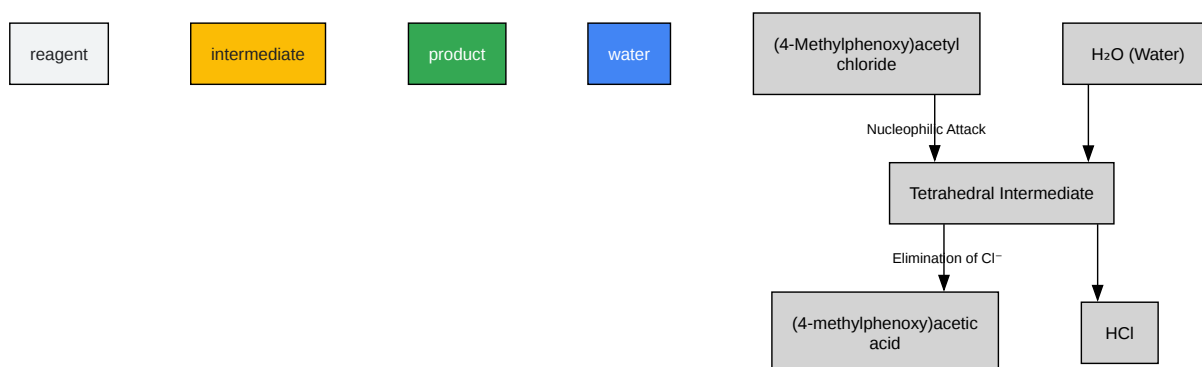 reagent
intermediate
product
water
(4-Methylphenoxy)acetyl
chloride
H₂O (Water)
Nucleophilic Attack
Tetrahedral Intermediate
Elimination of Cl⁻
(4-methylphenoxy)acetic
acid
HCl